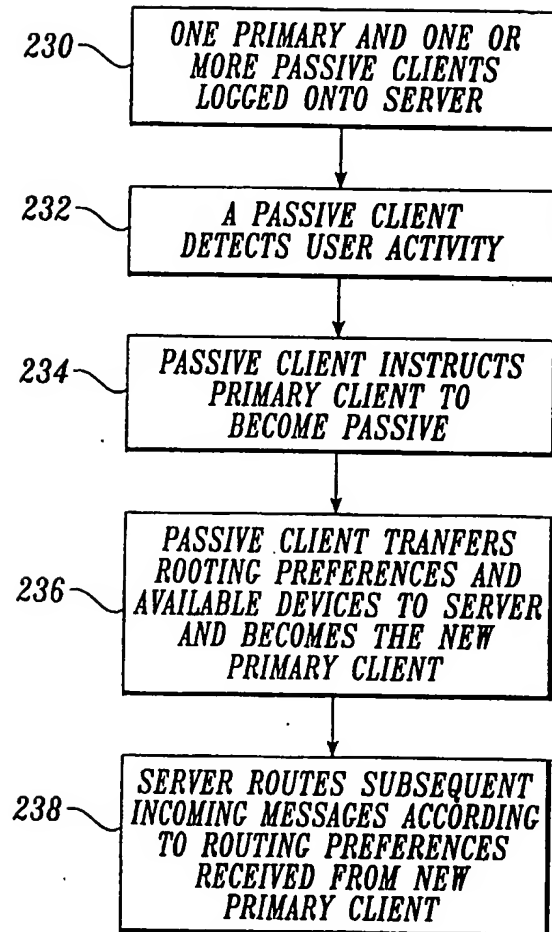 230
ONE PRIMARY AND ONE OR
MORE PASSIVE CLIENTS
LOGGED ONTO SERVER
232
A PASSIVE CLIENT
DETECTS USER ACTIVITY
234
PASSIVE CLIENT INSTRUCTS
PRIMARY CLIENT TO
BECOME PASSIVE
236
PASSIVE CLIENT TRANFERS
ROOTING PREFERENCES AND
AVAILABLE DEVICES TO SERVER
AND BECOMES THE NEW
PRIMARY CLIENT
238
SERVER ROUTES SUBSEQUENT
INCOMING MESSAGES ACCORDING
TO ROUTING PREFERENCES
RECEIVED FROM NEW
PRIMARY CLIENT